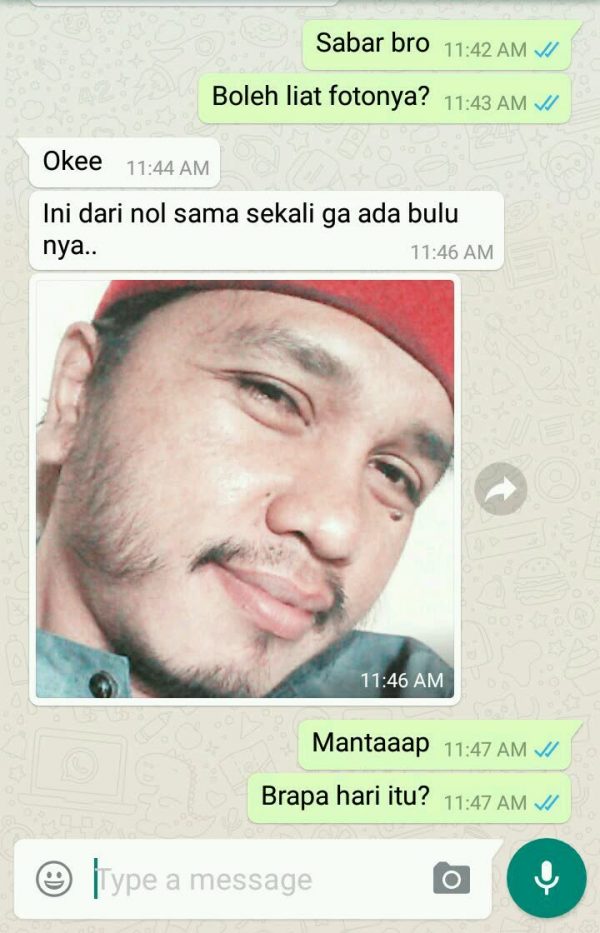 Sabar bro 11:42 AM
Boleh liat fotonya? 11:43 AM
Okee 11:44 AM
Ini dari nol sama sekali ga ada bulu
nya.. 11:46 AM
11:46 AM
Mantaaap 11:47 AM
Brapa hari itu? 11:47 AM
Type a message